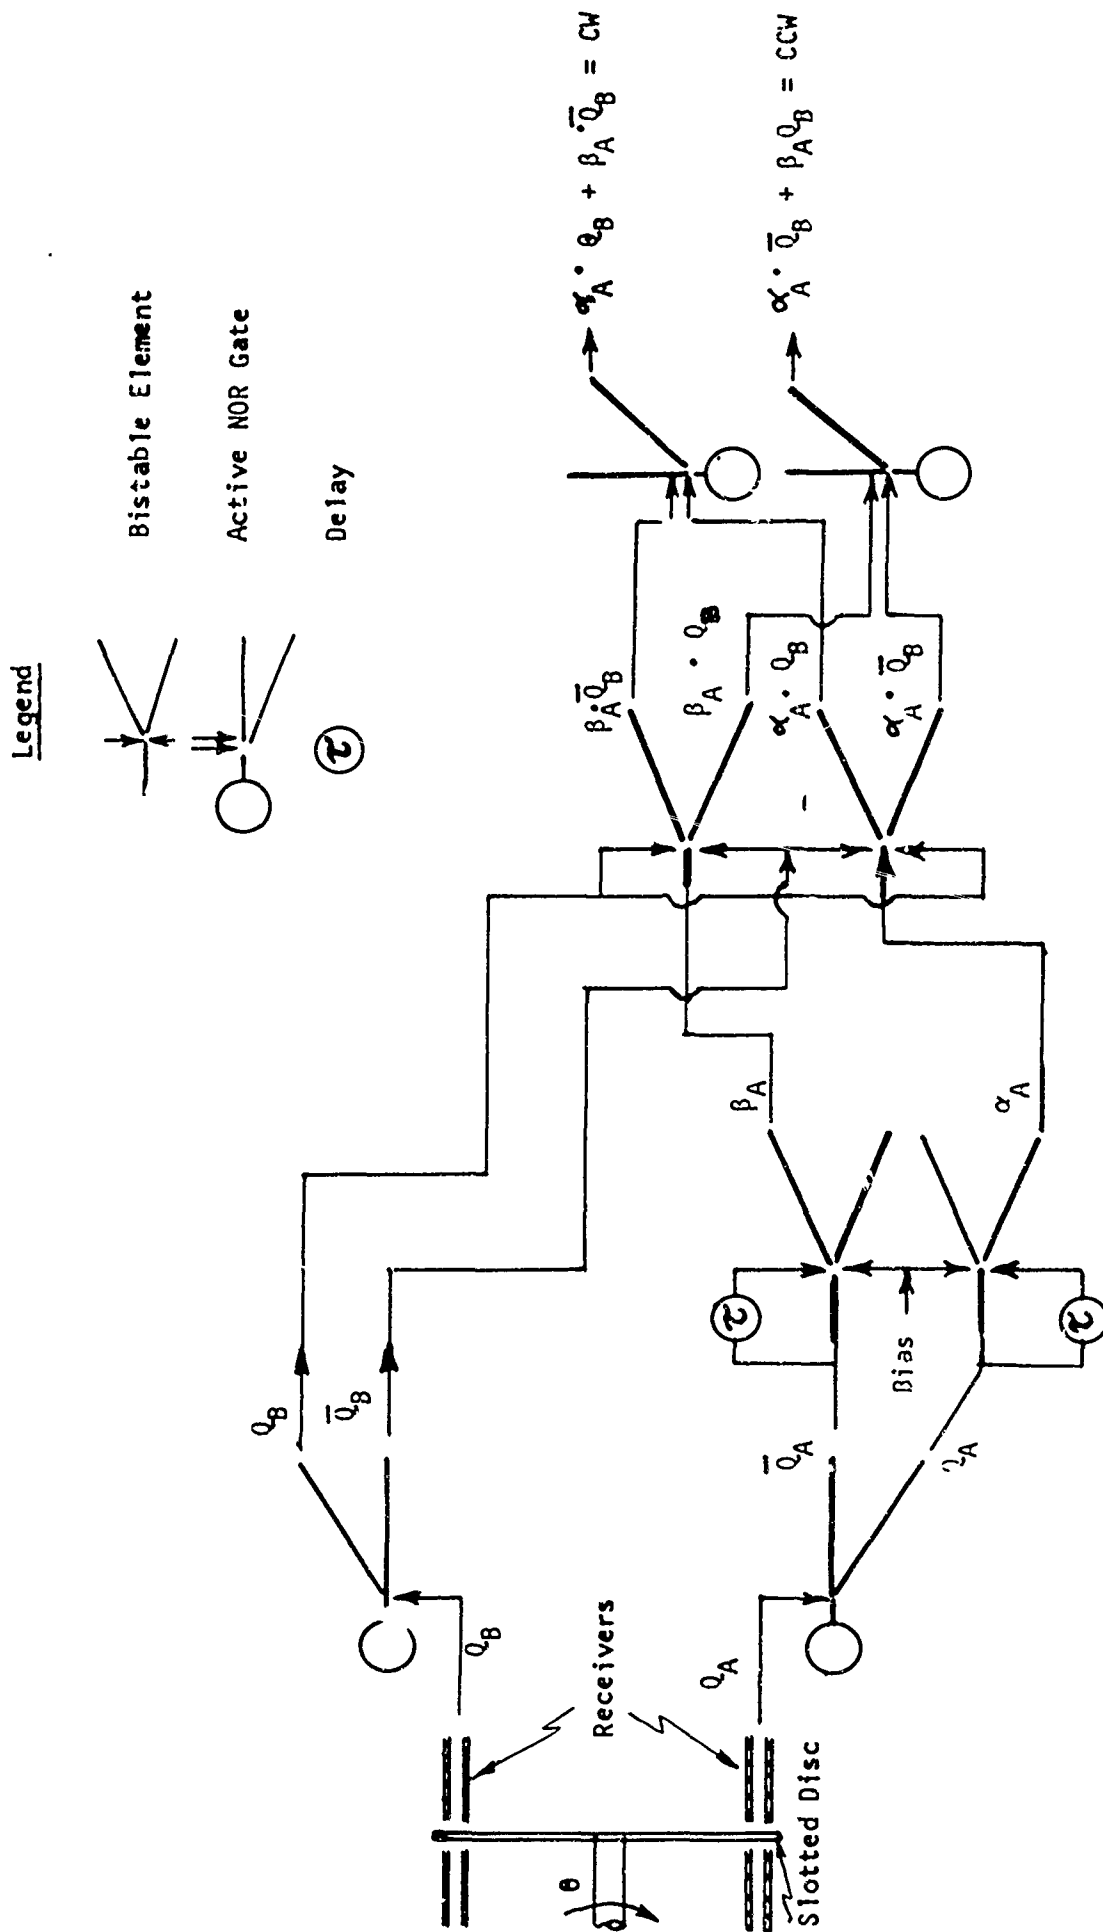 Legend
Bistable Element
Active NOR Gate
τ
Delay
α_A · Q_B + β_A · Q̅_B = CW
α_A · Q̅_B + β_A Q_B = CCW
β_A · Q̅_B
β_A · Q_B
α_A · Q_B
α_A · Q̅_B
Q_B
Q̅_B
β_A
α_A
τ
Bias
τ
Q̅_A
Q_A
Q_B
Receivers
Q_A
θ
Slotted Disc